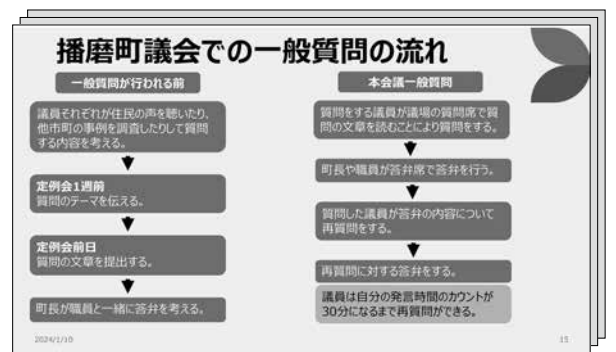 播磨町議会での一般質問の流れ
一般質問が行われる前
議員それぞれが住民の声を聴いたり、
他市町の事例を調査したりして質問
する内容を考える。
定例会1週前
質問のテーマを伝える。
定例会前日
質問の文章を提出する。
町長が職員と一緒に答弁を考える。
本会議一般質問
質問をする議員が議場の質問席で質
問の文章を読むことにより質問をする。
町長や職員が答弁席で答弁を行う。
質問した議員が答弁の内容について
再質問をする。
再質問に対する答弁をする。
議員は自分の発言時間のカウントが
30分になるまで再質問ができる。
2024/1/10
15